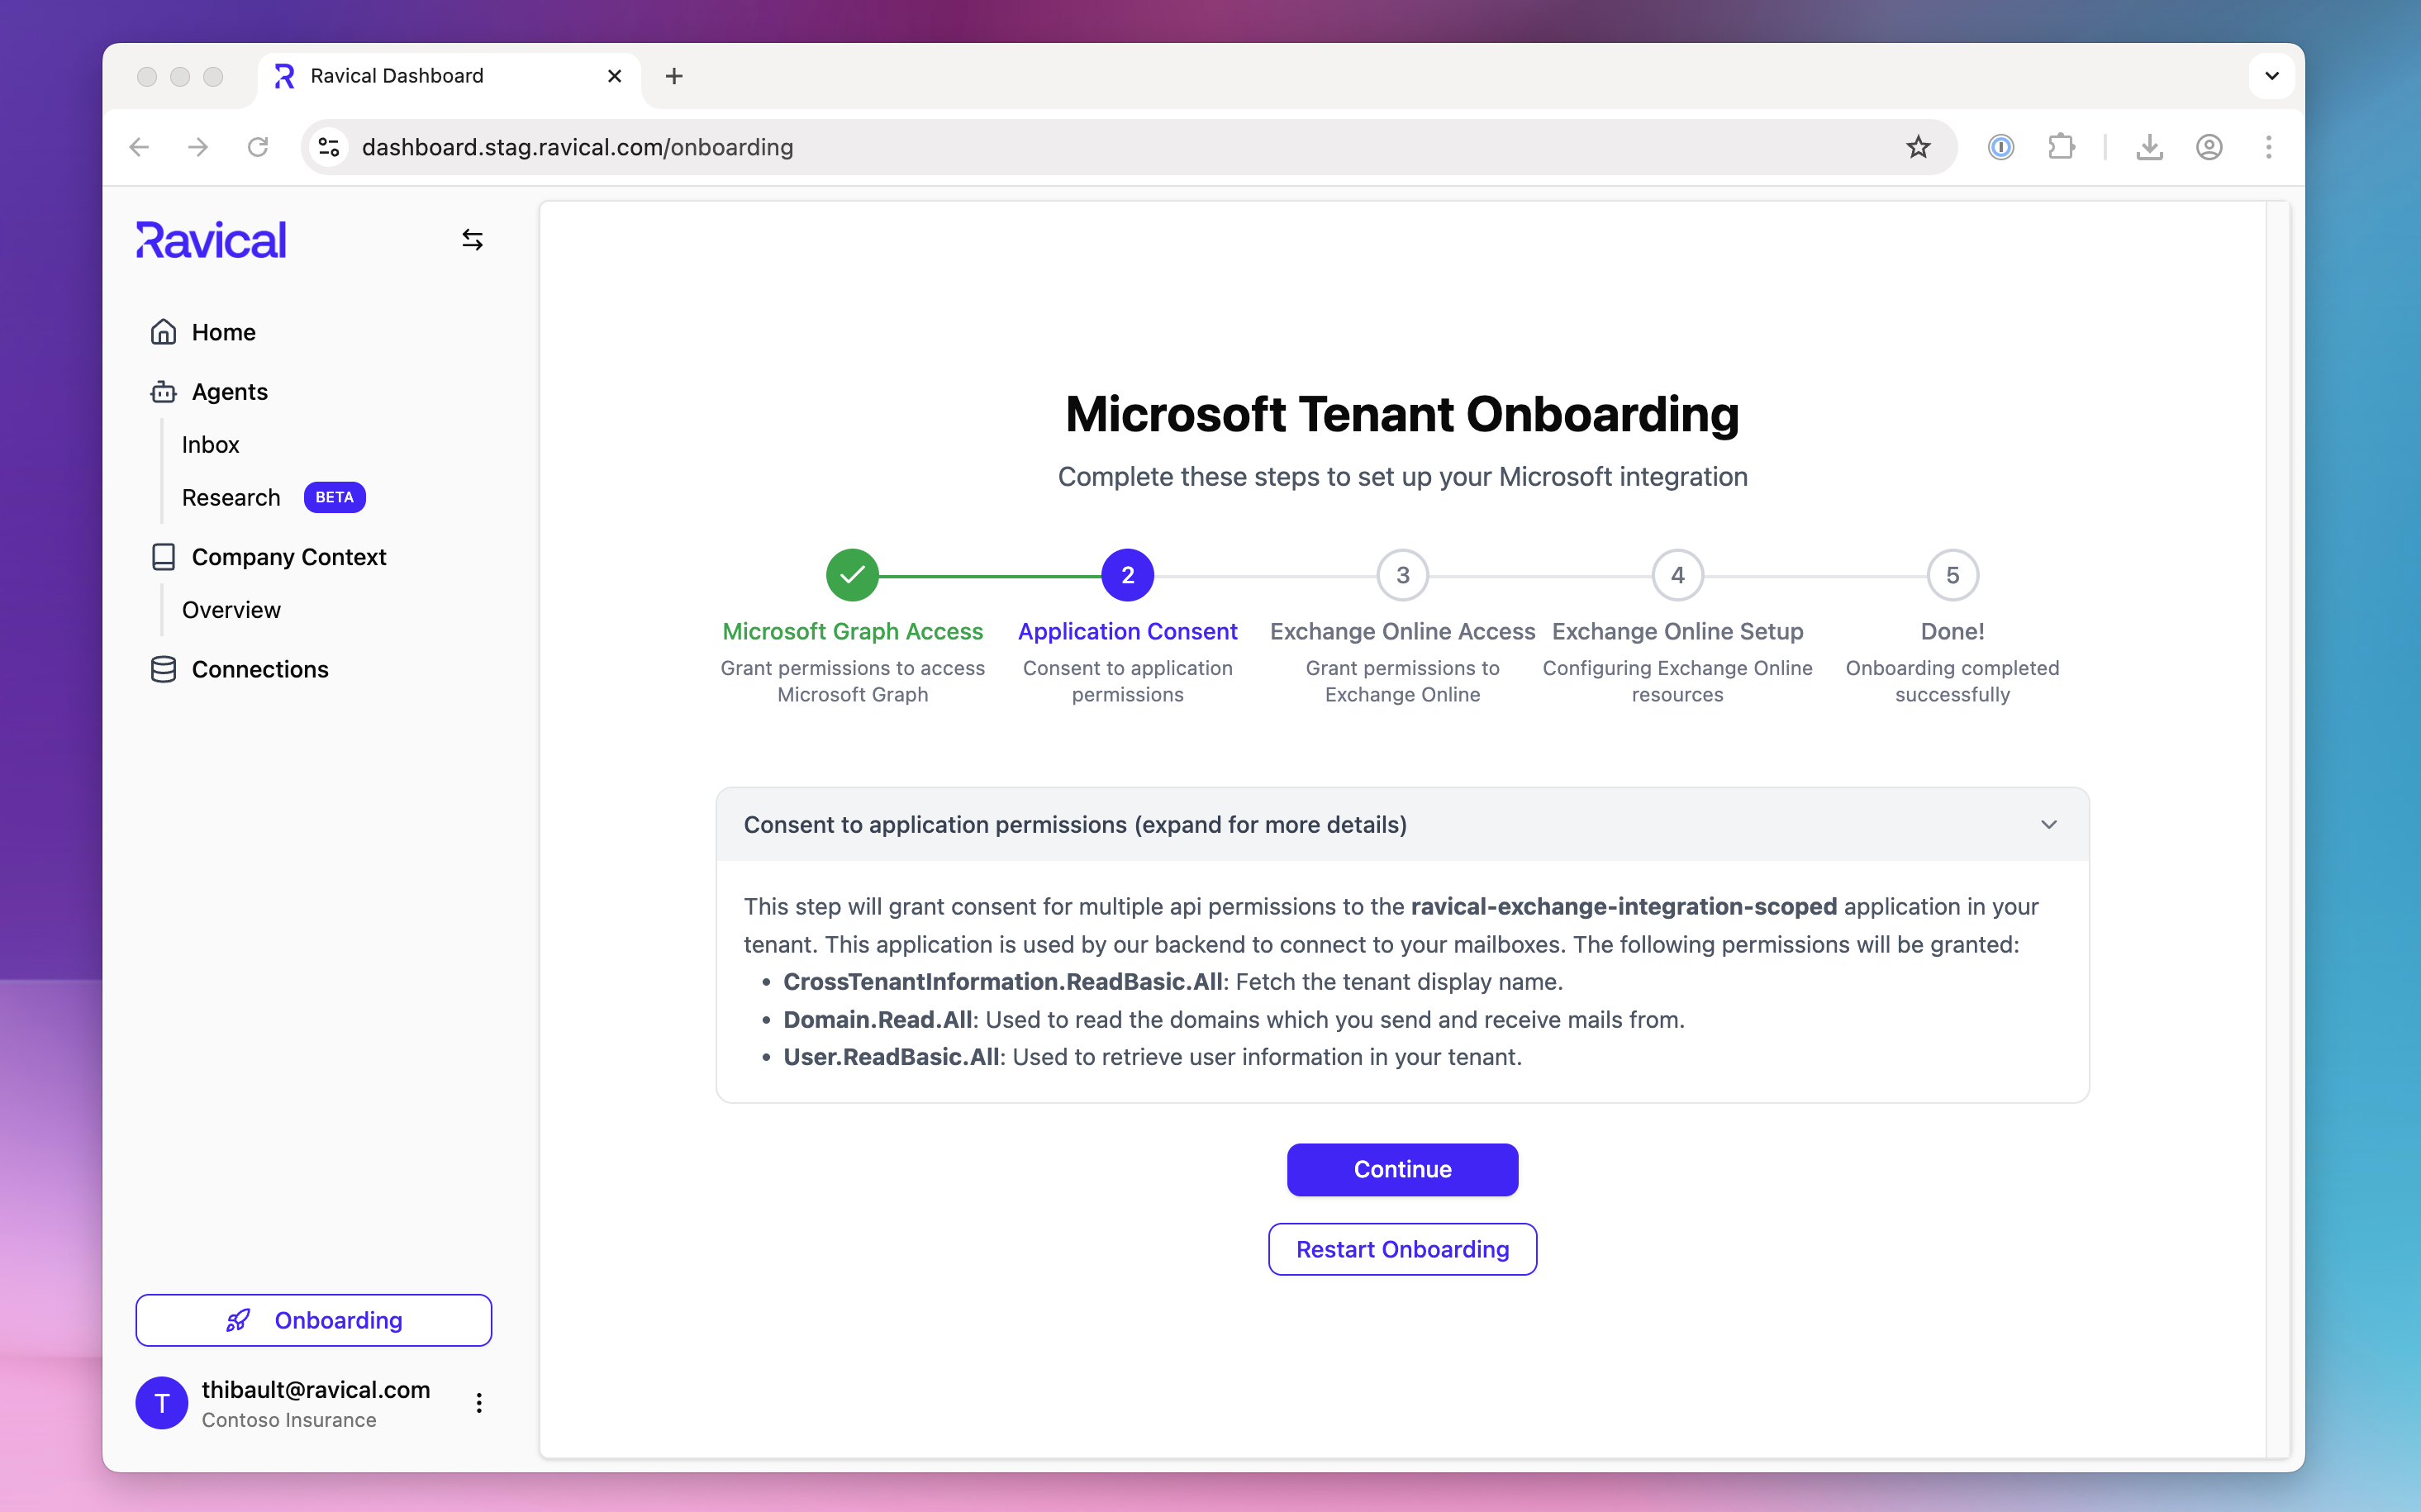 Ravical Dashboard
dashboard.stag.ravical.com/onboarding
Ravical
Home
Agents
Inbox
Research BETA
Company Context
Overview
Connections
Onboarding
T
thibault@ravical.com
Contoso Insurance
Microsoft Tenant Onboarding
Complete these steps to set up your Microsoft integration
2 3 4 5
Microsoft Graph Access
Grant permissions to access
Microsoft Graph
Application Consent
Consent to application
permissions
Exchange Online Access
Grant permissions to
Exchange Online
Exchange Online Setup
Configuring Exchange Online
resources
Done!
Onboarding completed
successfully
Consent to application permissions (expand for more details)
This step will grant consent for multiple api permissions to the ravical-exchange-integration-scoped application in your
tenant. This application is used by our backend to connect to your mailboxes. The following permissions will be granted:
• CrossTenantInformation.ReadBasic.All: Fetch the tenant display name.
• Domain.Read.All: Used to read the domains which you send and receive mails from.
• User.ReadBasic.All: Used to retrieve user information in your tenant.
Continue
Restart Onboarding